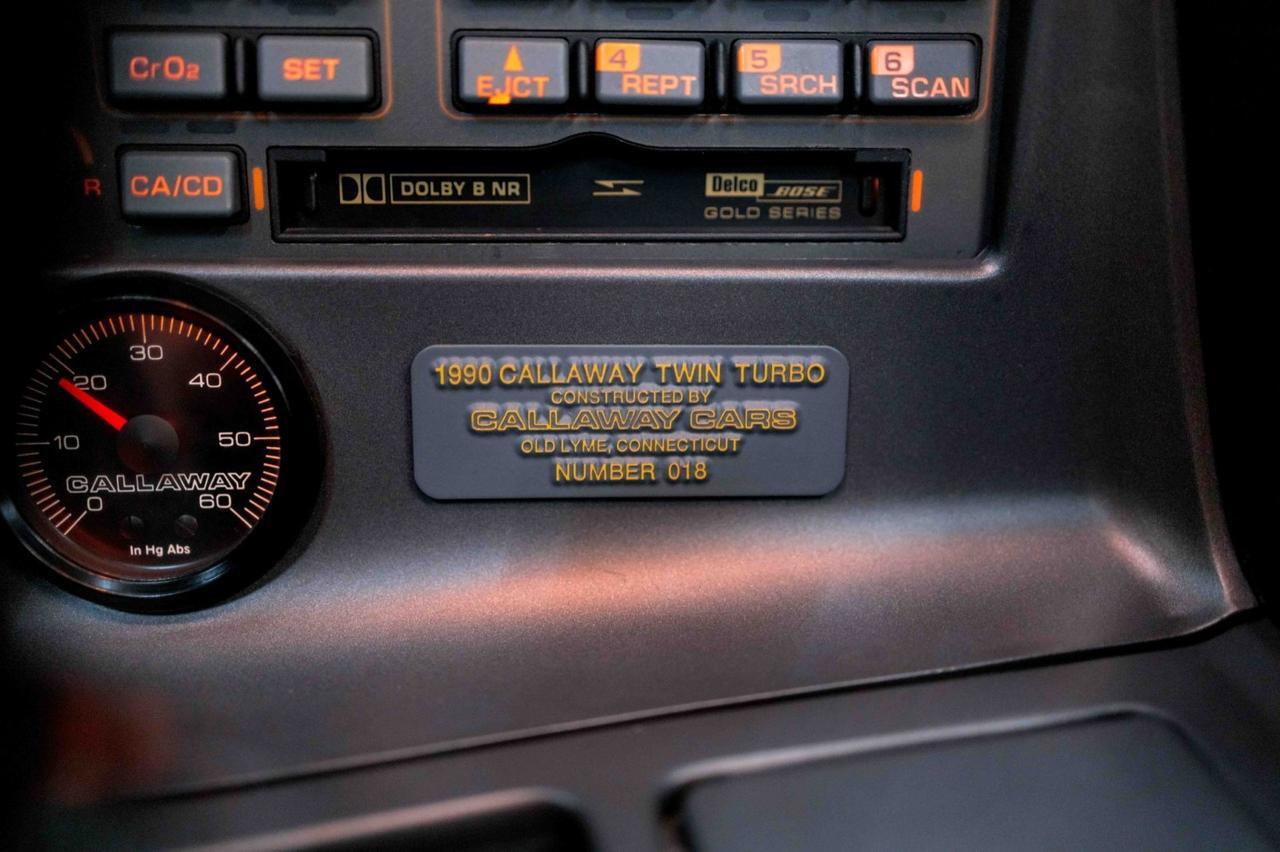 CrO2 SET EJCT 4 REPT 5 SRCH 6 SCAN
R CA/CD DOLBY B NR Delco BOSE
GOLD SERIES
1990 CALLAWAY TWIN TURBO
CONSTRUCTED BY
CALLAWAY CARS
OLD LYME, CONNECTICUT
NUMBER 018
30
20 40
10 50
CALLAWAY
0 60
In Hg Abs